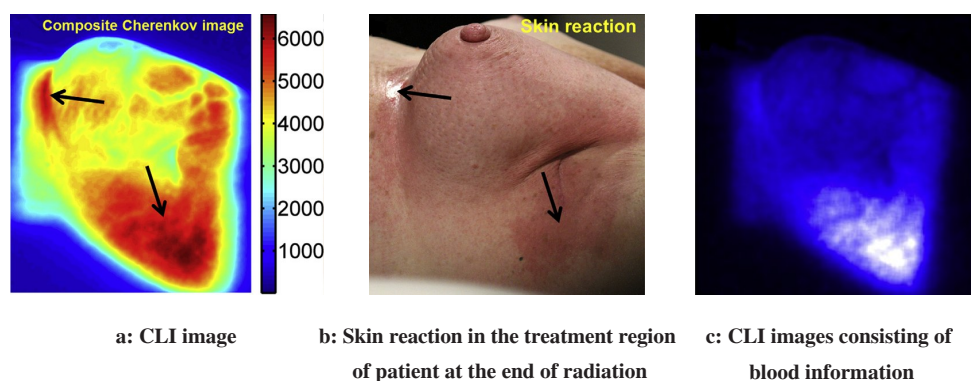 Composite Cherenkov image
6000
5000
4000
3000
2000
1000
Skin reaction
a: CLI image
b: Skin reaction in the treatment region
of patient at the end of radiation
c: CLI images consisting of
blood information